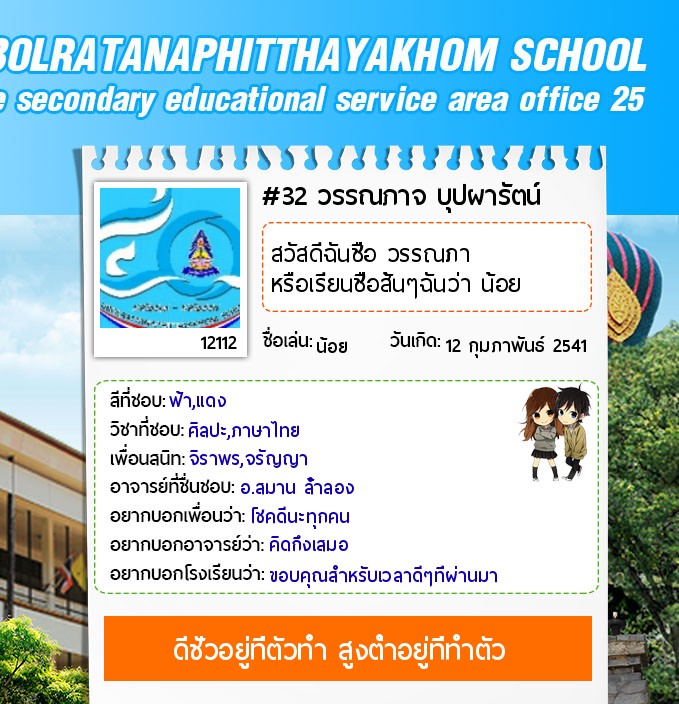 BOLRATANAPHITTHAYAKHOM SCHOOL
e secondary educational service area office 25
#32 วรรณภาจ บุปผารัตน์
สวัสดีฉันชื่อ วรรณภา
หรือเรียนชื่อสั้นๆฉันว่า น้อย
12112
ชื่อเล่น: น้อย วันเกิด: 12 กุมภาพันธ์ 2541
สีที่ชอบ: ฟ้า,แดง
วิชาที่ชอบ: ศิลปะ,ภาษาไทย
เพื่อนสนิท: จิราพร,จรัญญา
อาจารย์ที่ชื่นชอบ: อ.สมาน ล้ำลอง
อยากบอกเพื่อนว่า: โชคดีนะทุกคน
อยากบอกอาจารย์ว่า: คิดถึงเสมอ
อยากบอกโรงเรียนว่า: ขอบคุณสำหรับเวลาดีๆที่ผ่านมา
ดีชั่วอยู่ที่ตัวทำ สูงต่ำอยู่ที่ทำตัว